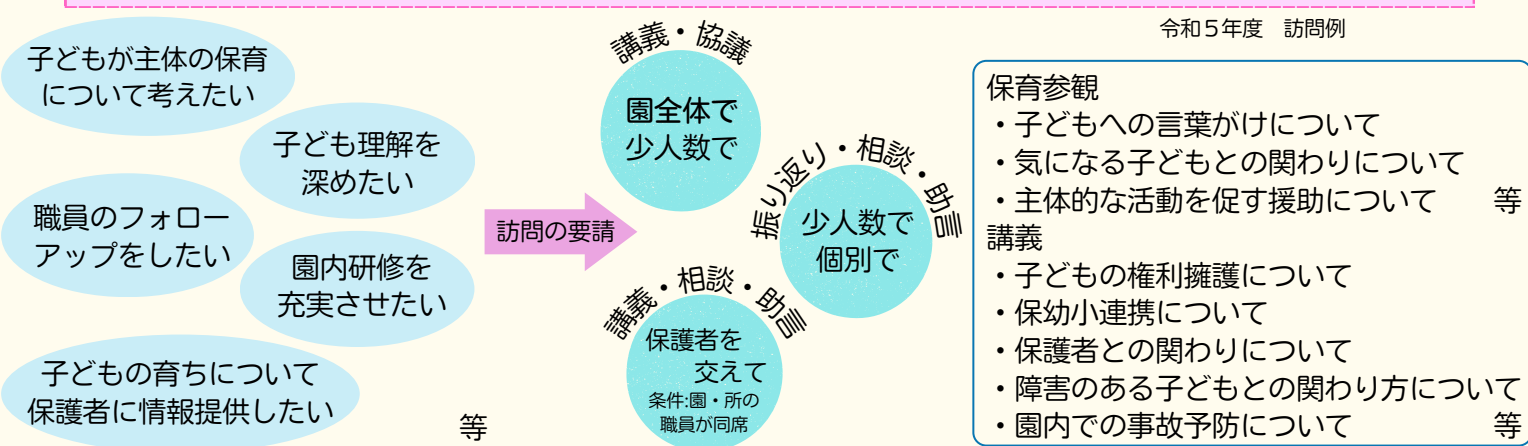 子どもが主体の保育
について考えたい
子ども理解を
深めたい
職員のフォロー
アップをしたい
園内研修を
充実させたい
子どもの育ちについて
保護者に情報提供したい
等
訪問の要請
講義・協議
園全体で
少人数で
振り返り・相談・助言
少人数で
個別で
講義・相談・助言
保護者を
交えて
条件:園・所の
職員が同席
令和５年度　訪問例
保育参観
・子どもへの言葉がけについて
・気になる子どもとの関わりについて
・主体的な活動を促す援助について　等
講義
・子どもの権利擁護について
・保幼小連携について
・保護者との関わりについて
・障害のある子どもとの関わり方について
・園内での事故予防について　等